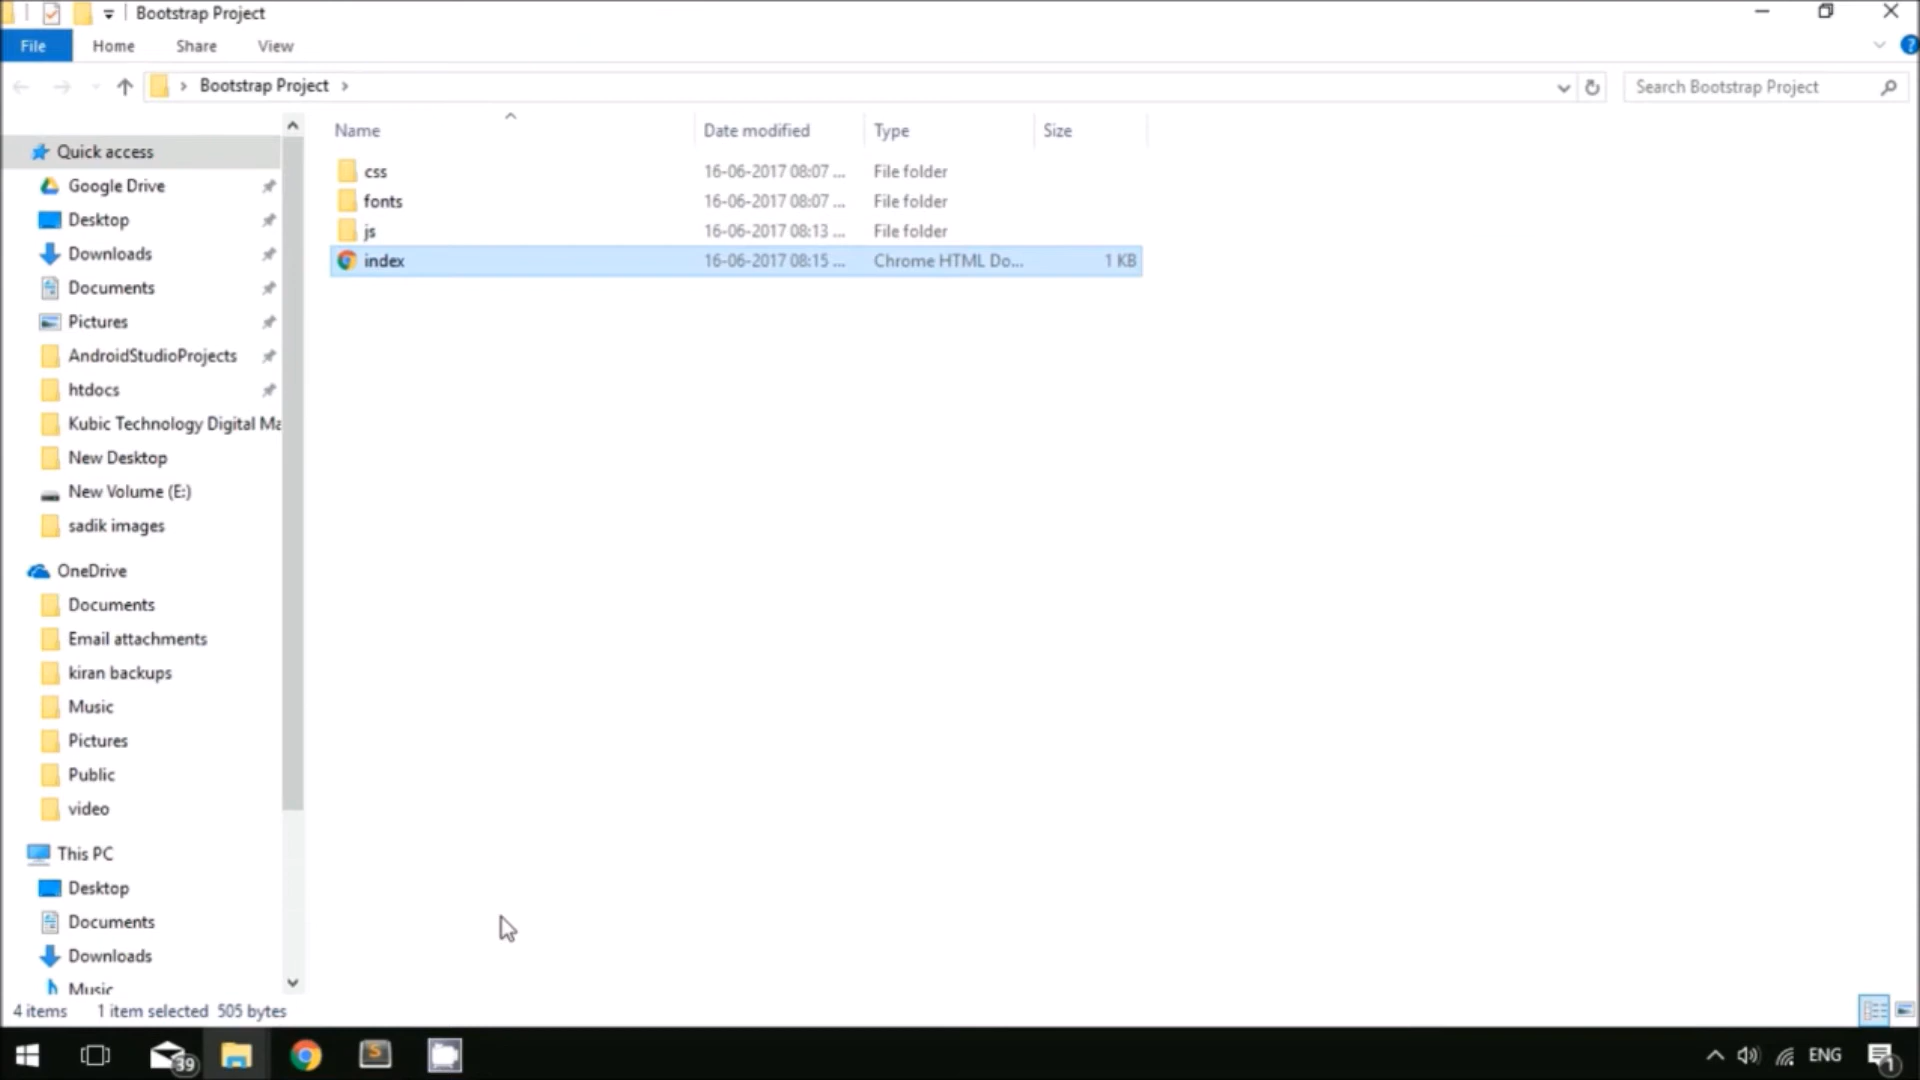 Bootstrap Project
File Home Share View
Bootstrap Project
Search Bootstrap Project
Name Date modified Type Size
css 16-06-2017 08:07 ... File folder
fonts 16-06-2017 08:07 ... File folder
js 16-06-2017 08:13 ... File folder
index 16-06-2017 08:15 ... Chrome HTML Do... 1 KB
Quick access
Google Drive
Desktop
Downloads
Documents
Pictures
AndroidStudioProjects
htdocs
Kubic Technology Digital Ma
New Desktop
New Volume (E:)
sadik images
OneDrive
Documents
Email attachments
kiran backups
Music
Pictures
Public
video
This PC
Desktop
Documents
Downloads
Music
4 items 1 item selected 505 bytes
39 S ENG 1